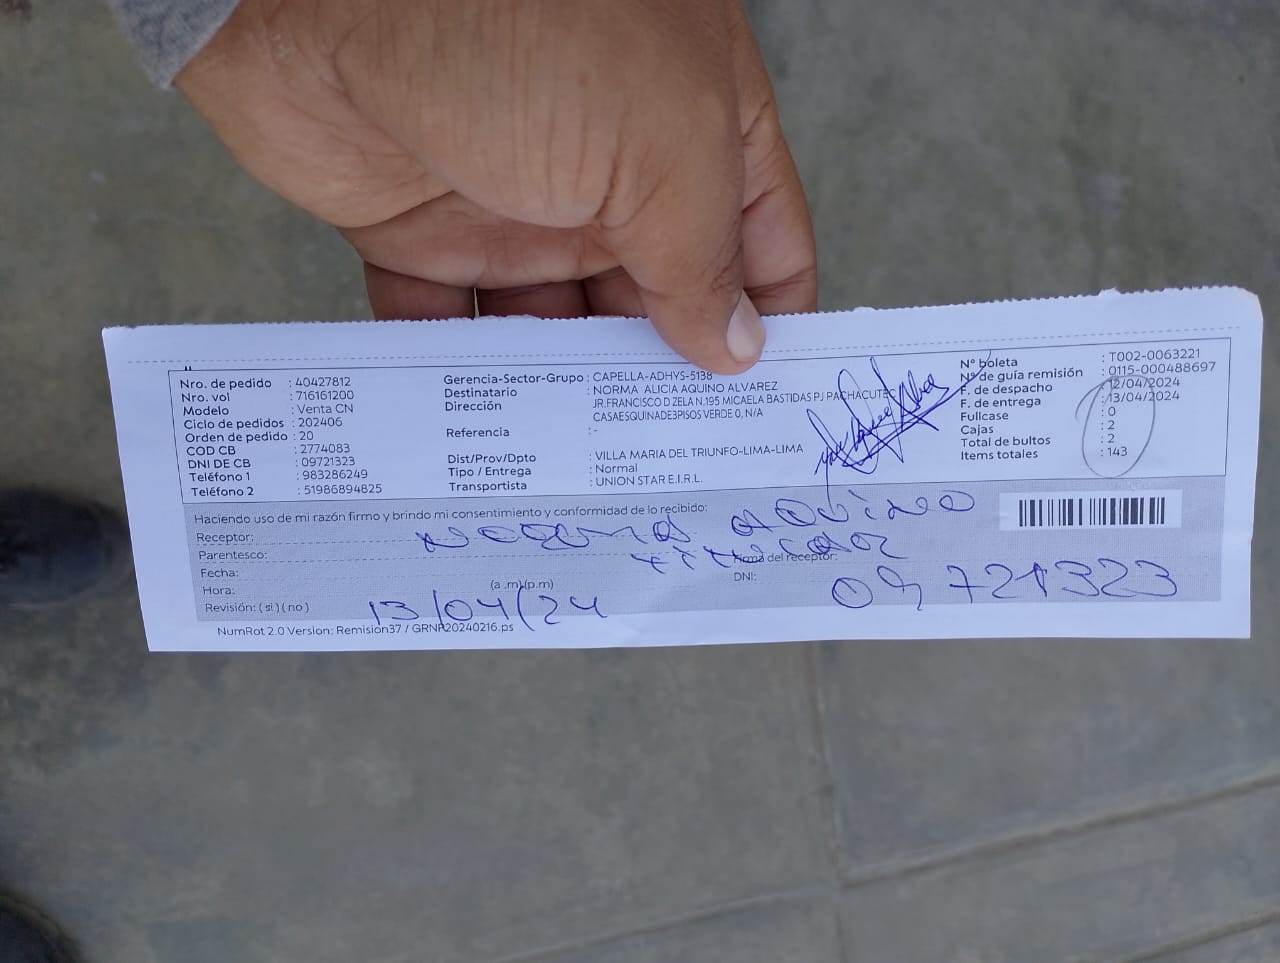 Nro. de pedido : 40427812
Nro. vol : 716161200
Modelo : Venta CN
Ciclo de pedidos : 202406
Orden de pedido : 20
COD CB : 2774083
DNI DE CB : 09721323
Teléfono 1 : 983286249
Teléfono 2 : 51986894825
Gerencia-Sector-Grupo : CAPELLA-ADHYS-5138
Destinatario : NORMA ALICIA AQUINO ALVAREZ
Dirección : JR.FRANCISCO D ZELA N.195 MICAELA BASTIDAS PJ PACHACUTEC
CASAESQUINADE3PISOS VERDE 0, N/A
Referencia : -
Dist/Prov/Dpto : VILLA MARIA DEL TRIUNFO-LIMA-LIMA
Tipo / Entrega : Normal
Transportista : UNION STAR E.I.R.L.
Nº boleta : T002-0063221
Nº de guía remisión : 0115-000488697
F. de despacho : 12/04/2024
F. de entrega : 13/04/2024
Fullcase : 0
Cajas : 2
Total de bultos : 2
Items totales : 143
Haciendo uso de mi razón firmo y brindo mi consentimiento y conformidad de lo recibido:
Receptor: Norma Aquino
Parentesco: titular
Firma del receptor:
Fecha:
DNI: 09721323
Hora: (a .m) (p.m)
Revisión: ( si ) ( no ) 13/04/24
NumRot 2.0 Version: Remision37 / GRNP20240216.ps